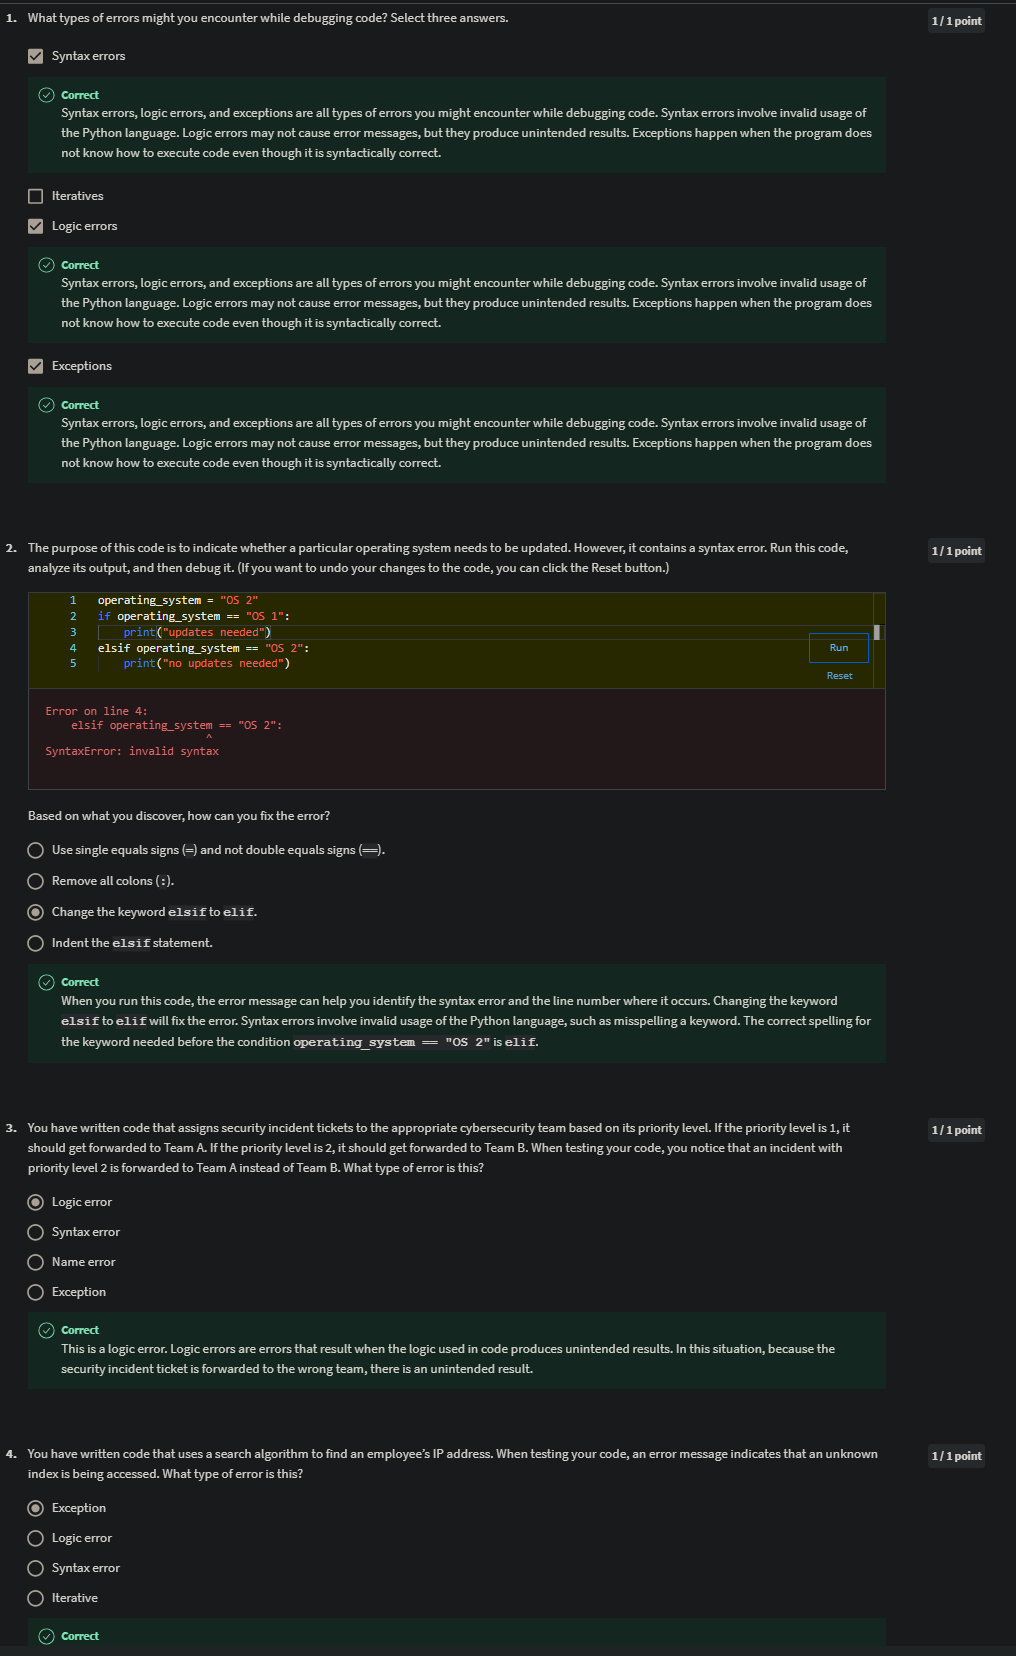 1. What types of errors might you encounter while debugging code? Select three answers.
1 / 1 point
Syntax errors
Correct
Syntax errors, logic errors, and exceptions are all types of errors you might encounter while debugging code. Syntax errors involve invalid usage of
the Python language. Logic errors may not cause error messages, but they produce unintended results. Exceptions happen when the program does
not know how to execute code even though it is syntactically correct.
Iteratives
Logic errors
Correct
Syntax errors, logic errors, and exceptions are all types of errors you might encounter while debugging code. Syntax errors involve invalid usage of
the Python language. Logic errors may not cause error messages, but they produce unintended results. Exceptions happen when the program does
not know how to execute code even though it is syntactically correct.
Exceptions
Correct
Syntax errors, logic errors, and exceptions are all types of errors you might encounter while debugging code. Syntax errors involve invalid usage of
the Python language. Logic errors may not cause error messages, but they produce unintended results. Exceptions happen when the program does
not know how to execute code even though it is syntactically correct.
2. The purpose of this code is to indicate whether a particular operating system needs to be updated. However, it contains a syntax error. Run this code,
1 / 1 point
analyze its output, and then debug it. (If you want to undo your changes to the code, you can click the Reset button.)
1 operating_system = "OS 2"
2 if operating_system == "OS 1":
3 print("updates needed")
4 elsif operating_system == "OS 2":
5 print("no updates needed")
Run
Reset
Error on line 4:
elsif operating_system == "OS 2":
^
SyntaxError: invalid syntax
Based on what you discover, how can you fix the error?
Use single equals signs (=) and not double equals signs (==).
Remove all colons (:).
Change the keyword elsif to elif.
Indent the elsif statement.
Correct
When you run this code, the error message can help you identify the syntax error and the line number where it occurs. Changing the keyword
elsif to elif will fix the error. Syntax errors involve invalid usage of the Python language, such as misspelling a keyword. The correct spelling for
the keyword needed before the condition operating_system == "OS 2" is elif.
3. You have written code that assigns security incident tickets to the appropriate cybersecurity team based on its priority level. If the priority level is 1, it
1 / 1 point
should get forwarded to Team A. If the priority level is 2, it should get forwarded to Team B. When testing your code, you notice that an incident with
priority level 2 is forwarded to Team A instead of Team B. What type of error is this?
Logic error
Syntax error
Name error
Exception
Correct
This is a logic error. Logic errors are errors that result when the logic used in code produces unintended results. In this situation, because the
security incident ticket is forwarded to the wrong team, there is an unintended result.
4. You have written code that uses a search algorithm to find an employee’s IP address. When testing your code, an error message indicates that an unknown
1 / 1 point
index is being accessed. What type of error is this?
Exception
Logic error
Syntax error
Iterative
Correct